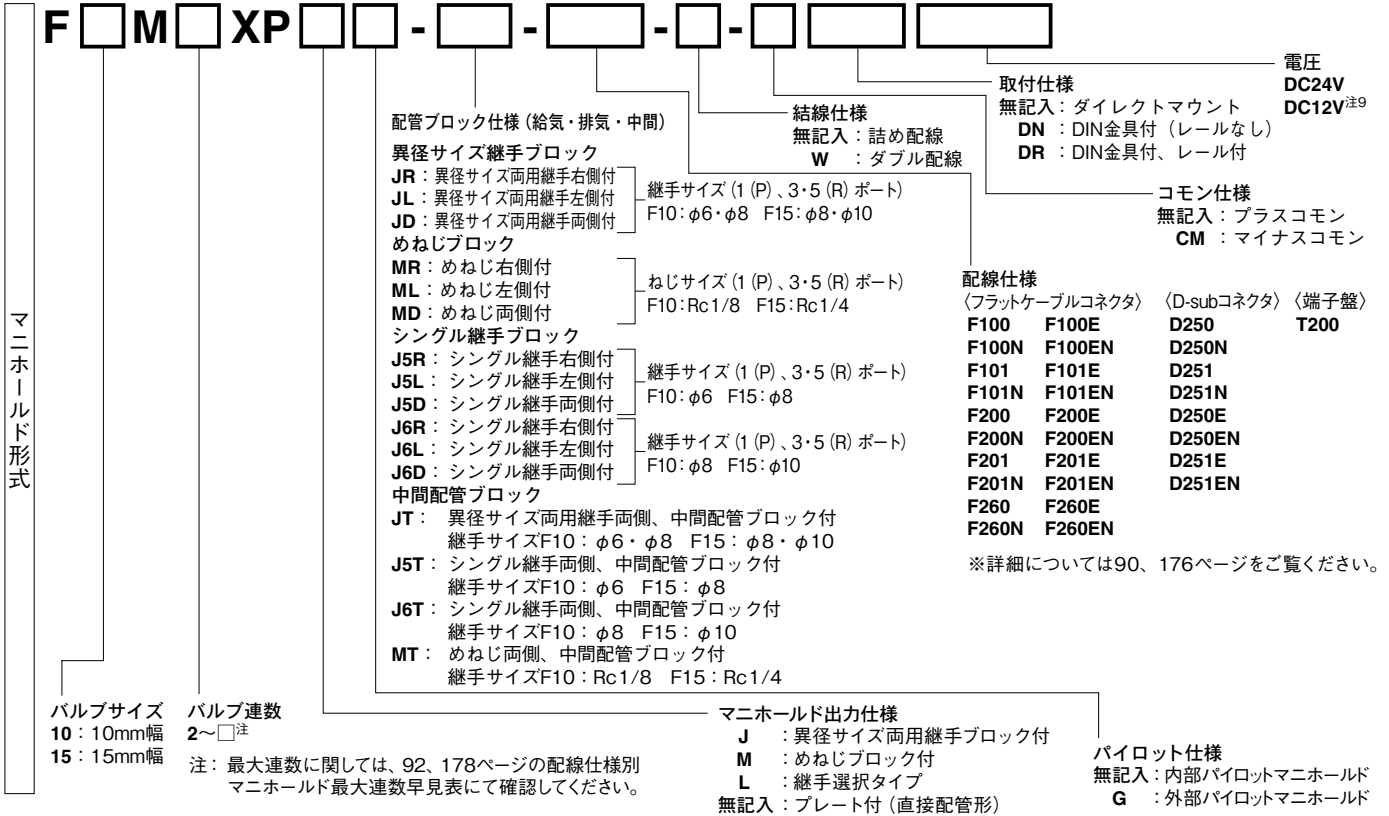 マニホールド形式
F□M□ XP□□-□-□-□-□□□
電圧
DC24V
DC12V注9
取付仕様
無記入：ダイレクトマウント
DN：DIN金具付（レールなし）
DR：DIN金具付、レール付
コモン仕様
無記入：プラスコモン
CM：マイナスコモン
結線仕様
無記入：詰め配線
W：ダブル配線
配線仕様
〈フラットケーブルコネクタ〉 〈D-subコネクタ〉 〈端子盤〉
F100 F100E D250 T200
F100N F100EN D250N
F101 F101E D251
F101N F101EN D251N
F200 F200E D250E
F200N F200EN D250EN
F201 F201E D251E
F201N F201EN D251EN
F260 F260E
F260N F260EN
※詳細については90、176ページをご覧ください。
配管ブロック仕様（給気・排気・中間）
異径サイズ継手ブロック
JR：異径サイズ両用継手右側付
JL：異径サイズ両用継手左側付
JD：異径サイズ両用継手両側付
継手サイズ（1（P）、3・5（R）ポート）
F10：φ6・φ8 F15：φ8・φ10
めねじブロック
MR：めねじ右側付
ML：めねじ左側付
MD：めねじ両側付
ねじサイズ（1（P）、3・5（R）ポート）
F10：Rc1/8 F15：Rc1/4
シングル継手ブロック
J5R：シングル継手右側付
J5L：シングル継手左側付
J5D：シングル継手両側付
継手サイズ（1（P）、3・5（R）ポート）
F10：φ6 F15：φ8
J6R：シングル継手右側付
J6L：シングル継手左側付
J6D：シングル継手両側付
継手サイズ（1（P）、3・5（R）ポート）
F10：φ8 F15：φ10
中間配管ブロック
JT：異径サイズ両用継手両側、中間配管ブロック付
継手サイズF10：φ6・φ8 F15：φ8・φ10
J5T：シングル継手両側、中間配管ブロック付
継手サイズF10：φ6 F15：φ8
J6T：シングル継手両側、中間配管ブロック付
継手サイズF10：φ8 F15：φ10
MT：めねじ両側、中間配管ブロック付
継手サイズF10：Rc1/8 F15：Rc1/4
バルブサイズ
10：10mm幅
15：15mm幅
バルブ連数
2～□注
注：最大連数に関しては、92、178ページの配線仕様別
マニホールド最大連数早見表にて確認してください。
マニホールド出力仕様
J：異径サイズ両用継手ブロック付
M：めねじブロック付
L：継手選択タイプ
無記入：プレート付（直接配管形）
パイロット仕様
無記入：内部パイロットマニホールド
G：外部パイロットマニホールド